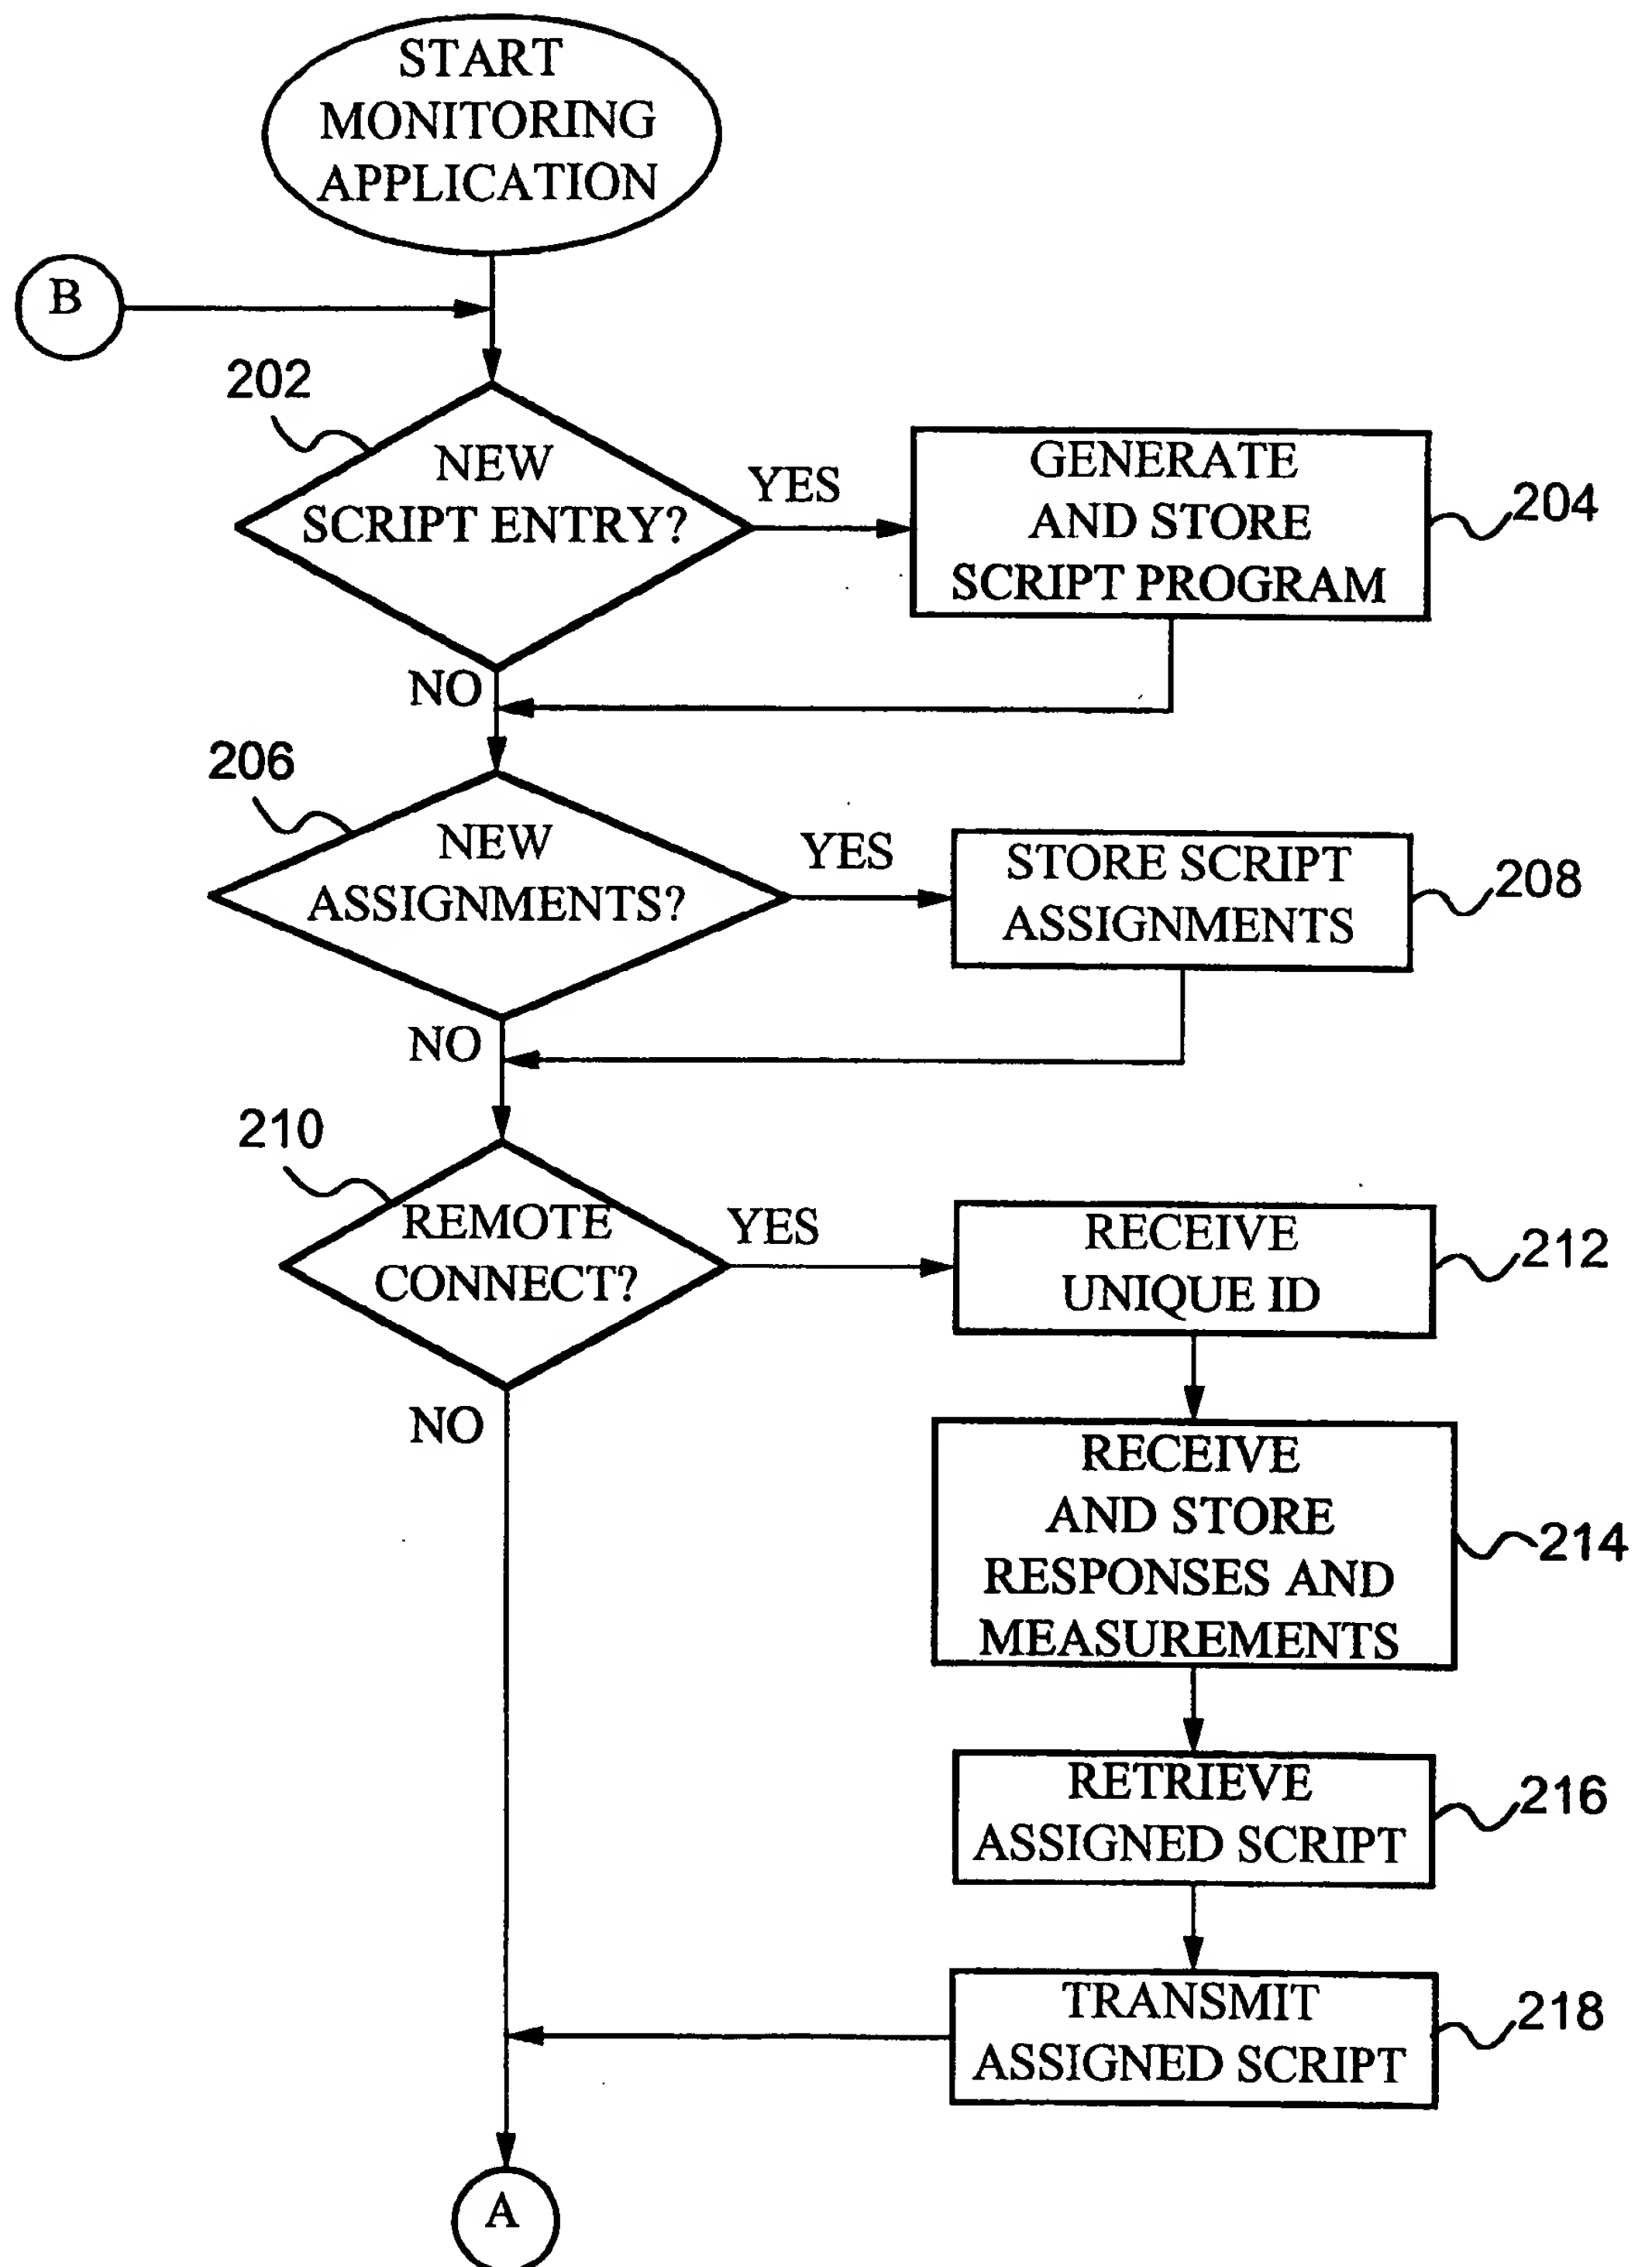 START
MONITORING
APPLICATION
B
202
NEW
SCRIPT ENTRY?
YES
GENERATE
AND STORE
SCRIPT PROGRAM
204
NO
206
NEW
ASSIGNMENTS?
YES
STORE SCRIPT
ASSIGNMENTS
208
NO
210
REMOTE
CONNECT?
YES
RECEIVE
UNIQUE ID
212
NO
RECEIVE
AND STORE
RESPONSES AND
MEASUREMENTS
214
RETRIEVE
ASSIGNED SCRIPT
216
TRANSMIT
ASSIGNED SCRIPT
218
A